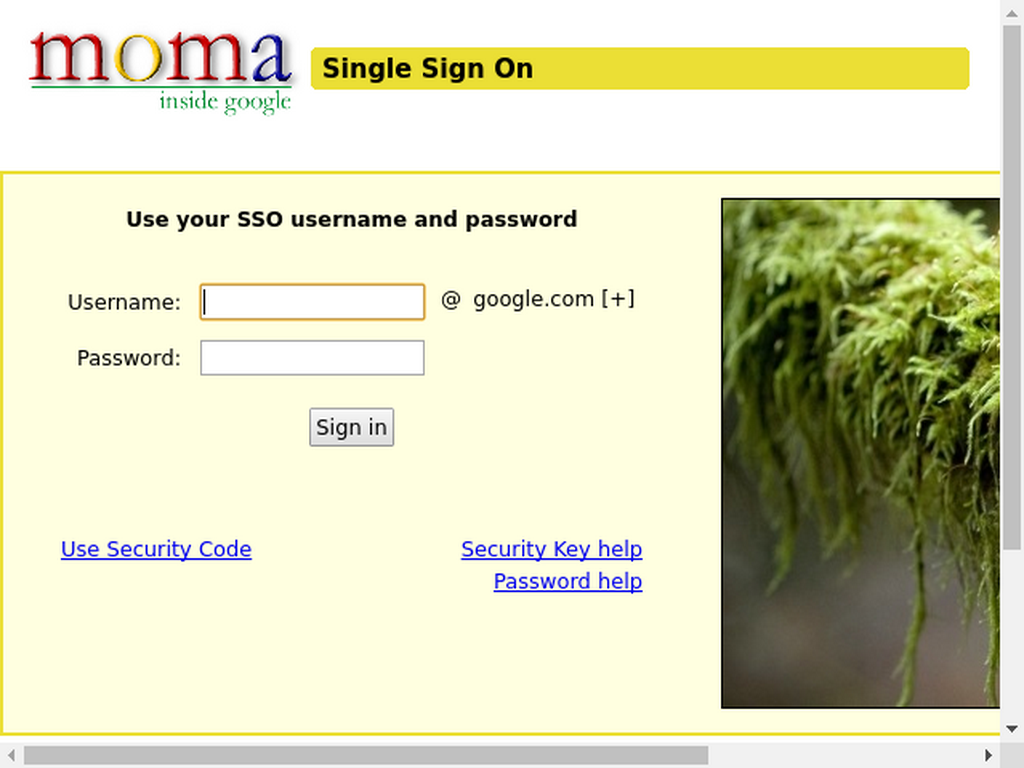 moma
inside google
Single Sign On
Use your SSO username and password
Username: @ google.com [+]
Password:
Sign in
Use Security Code
Security Key help
Password help